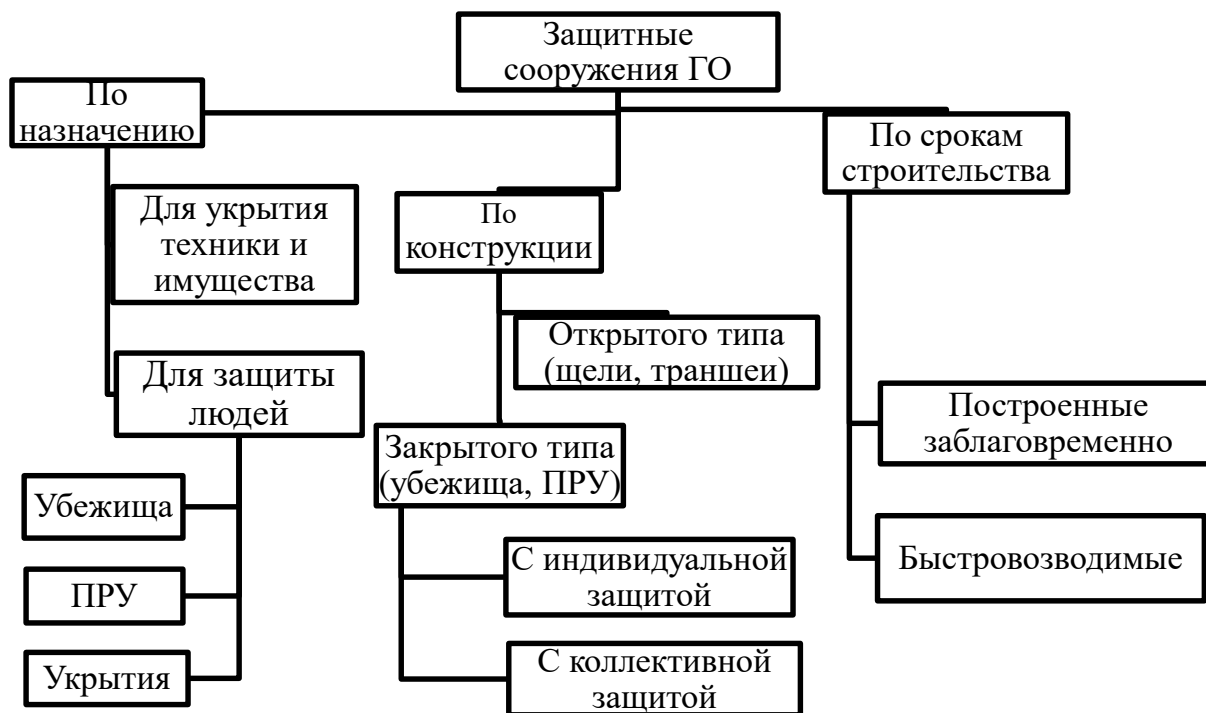 Защитные
сооружения ГО
По
назначению
Для укрытия
техники и
имущества
Для защиты
людей
Убежища
ПРУ
Укрытия
По
конструкции
Открытого типа
(щели, траншеи)
Закрытого типа
(убежища, ПРУ)
С индивидуальной
защитой
С коллективной
защитой
По срокам
строительства
Построенные
заблаговременно
Быстровозводимые